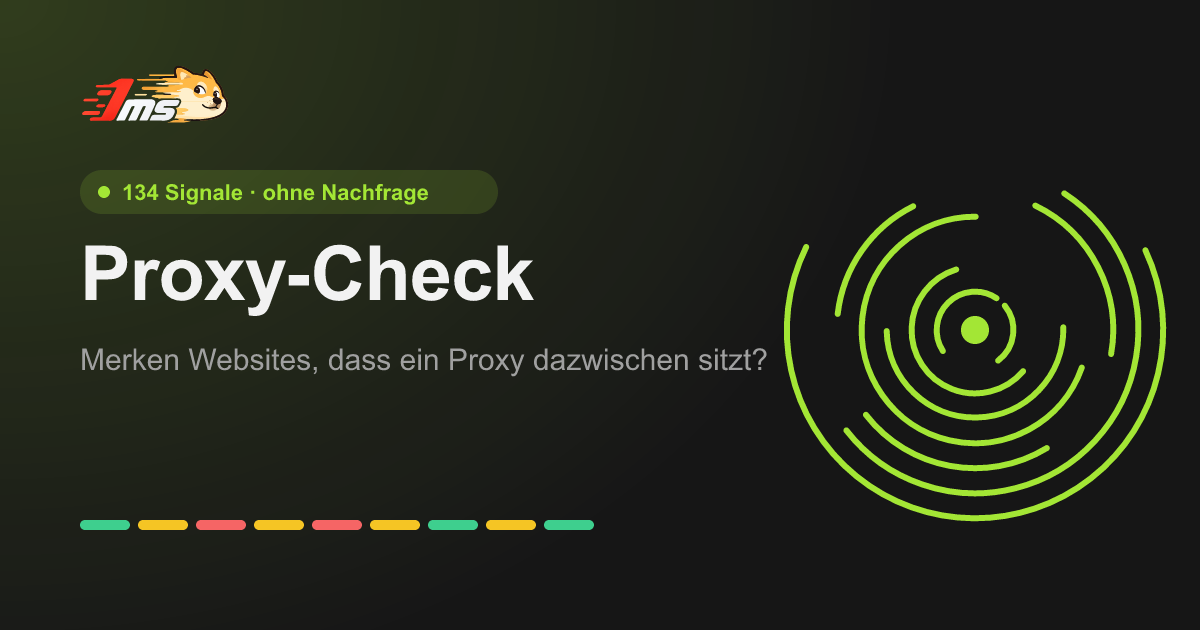 1ms
134 Signale · ohne Nachfrage
Proxy-Check
Merken Websites, dass ein Proxy dazwischen sitzt?